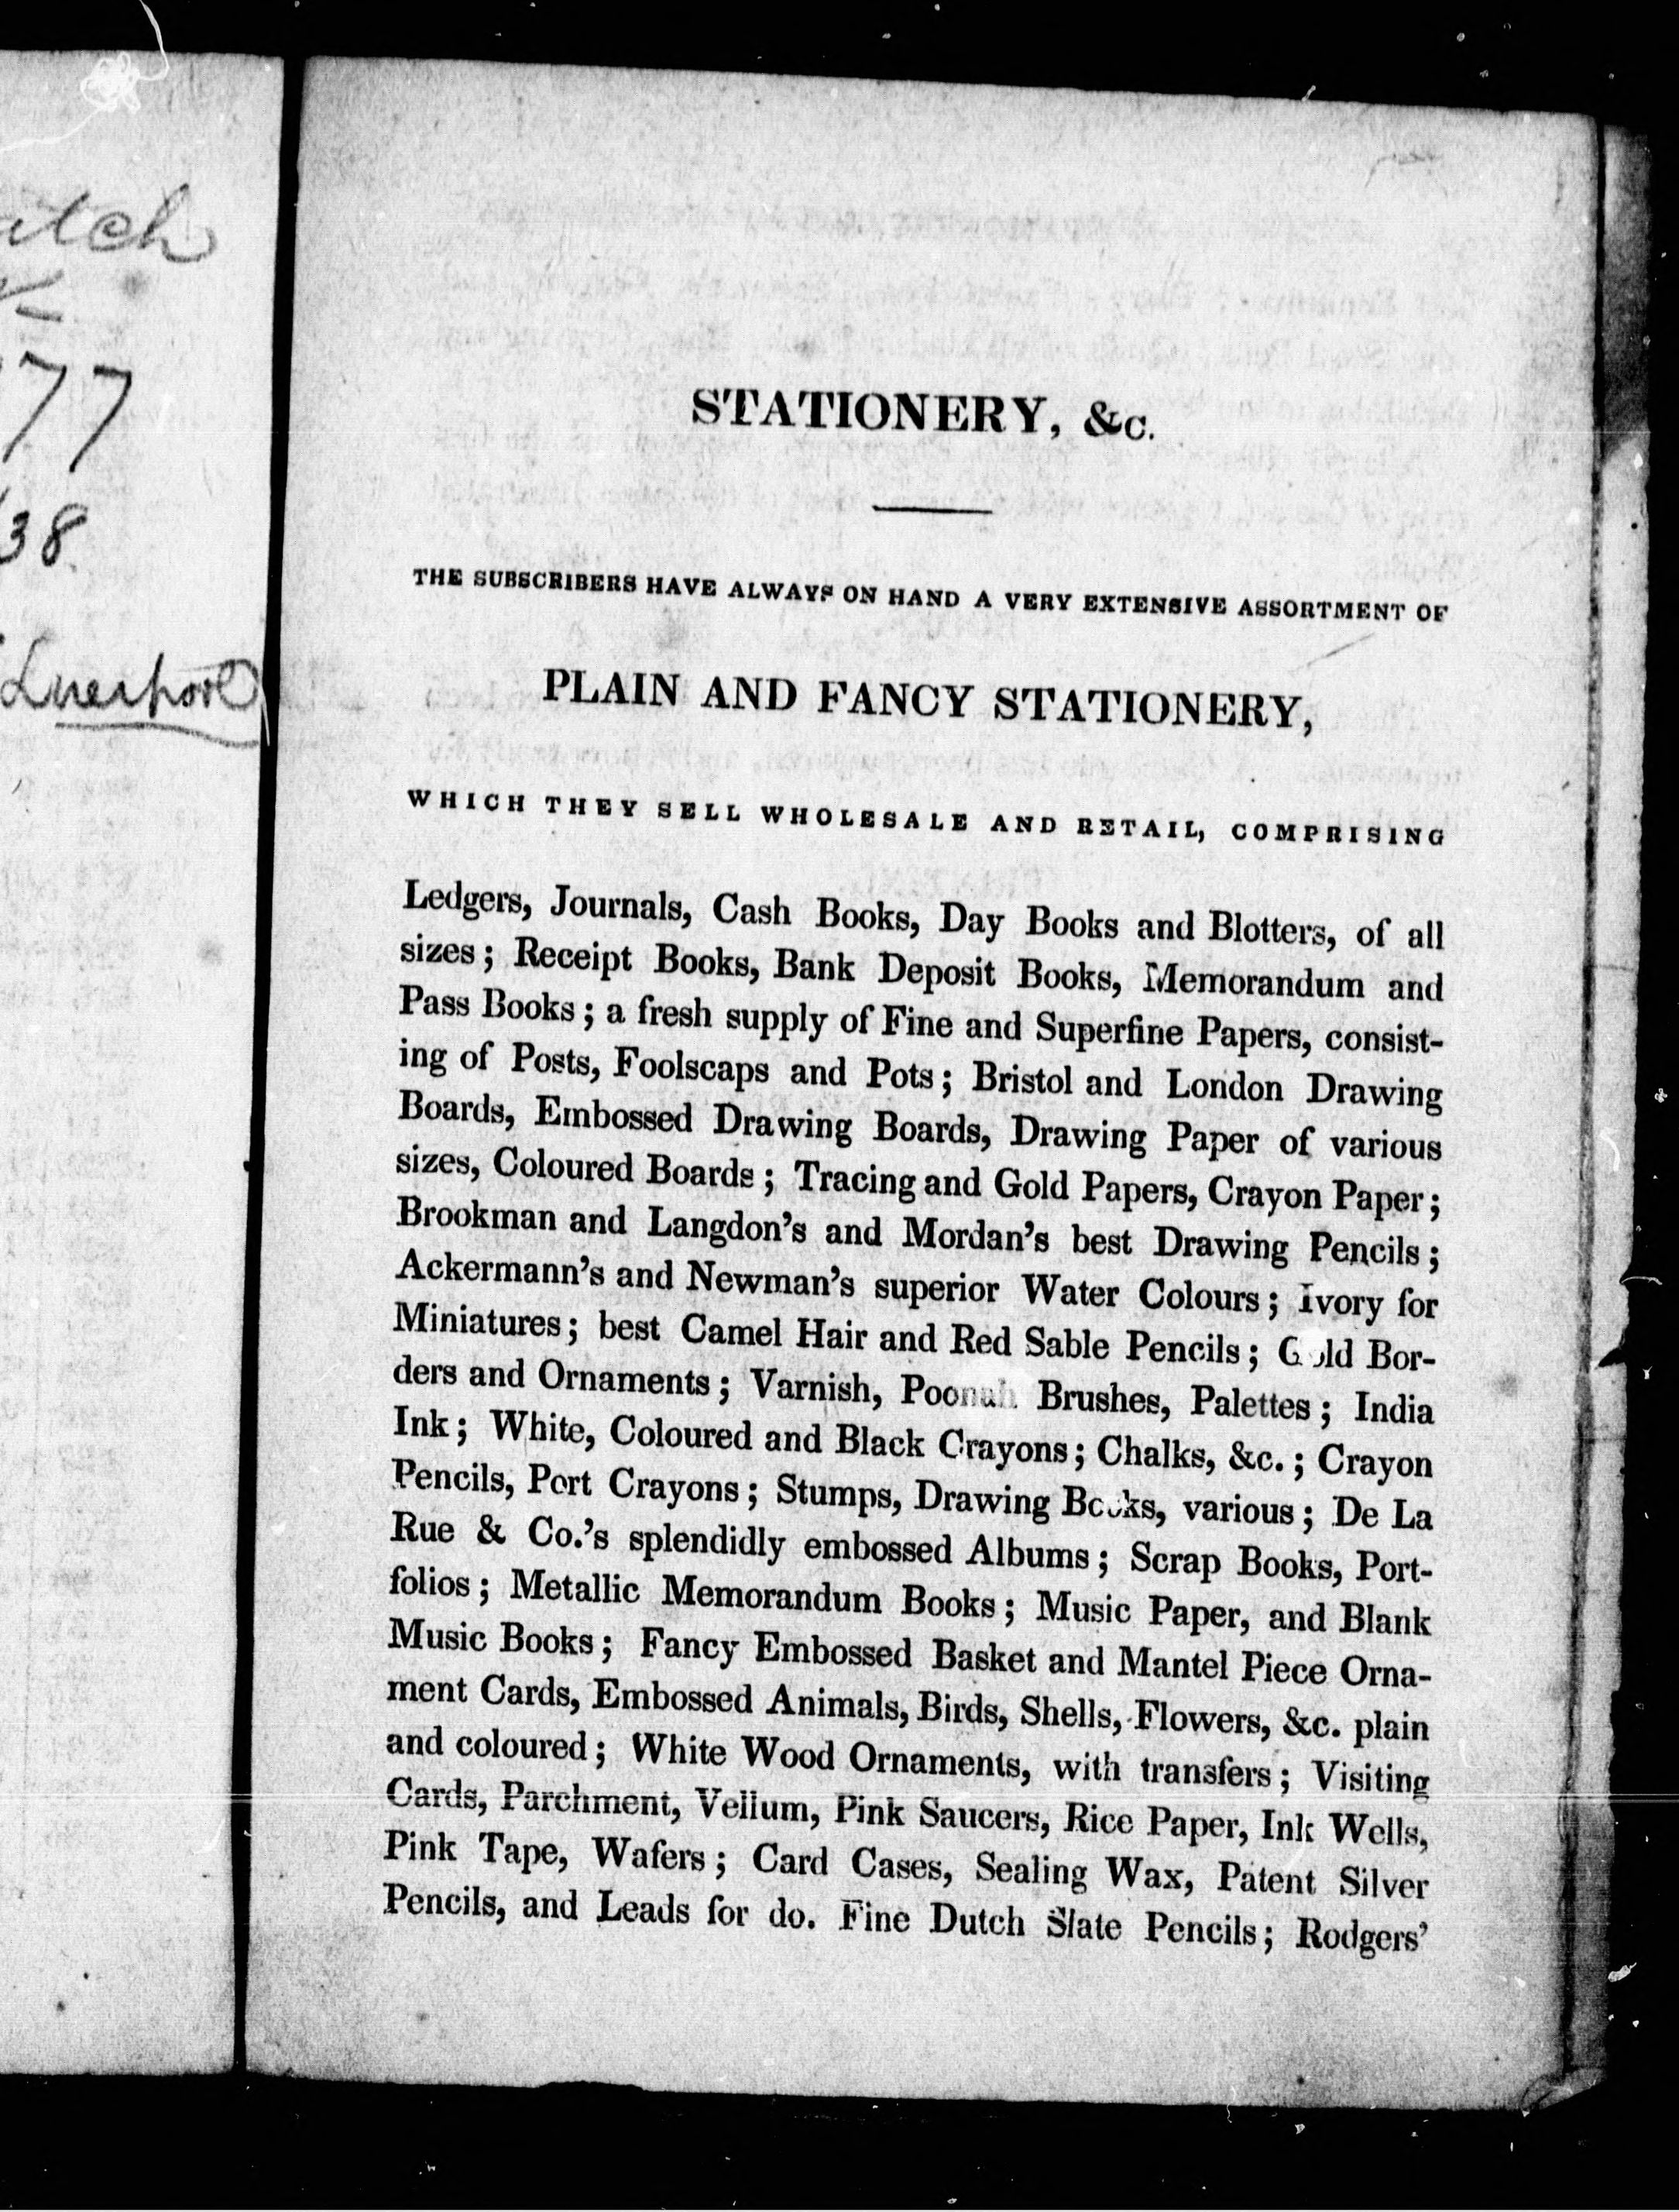 77
38
Liverpool
STATIONERY, &c.
THE SUBSCRIBERS HAVE ALWAYS ON HAND A VERY EXTENSIVE ASSORTMENT OF
PLAIN AND FANCY STATIONERY,
WHICH THEY SELL WHOLESALE AND RETAIL, COMPRISING
Ledgers, Journals, Cash Books, Day Books and Blotters, of all
sizes; Receipt Books, Bank Deposit Books, Memorandum and
Pass Books; a fresh supply of Fine and Superfine Papers, consist-
ing of Posts, Foolscaps and Pots; Bristol and London Drawing
Boards, Embossed Drawing Boards, Drawing Paper of various
sizes, Coloured Boards; Tracing and Gold Papers, Crayon Paper;
Brookman and Langdon's and Mordan's best Drawing Pencils;
Ackermann's and Newman's superior Water Colours; Ivory for
Miniatures; best Camel Hair and Red Sable Pencils; Gold Bor-
ders and Ornaments; Varnish, Poonah Brushes, Palettes; India
Ink; White, Coloured and Black Crayons; Chalks, &c.; Crayon
Pencils, Port Crayons; Stumps, Drawing Books, various; De La
Rue & Co.'s splendidly embossed Albums; Scrap Books, Port-
folios; Metallic Memorandum Books; Music Paper, and Blank
Music Books; Fancy Embossed Basket and Mantel Piece Orna-
ment Cards, Embossed Animals, Birds, Shells, Flowers, &c. plain
and coloured; White Wood Ornaments, with transfers; Visiting
Cards, Parchment, Vellum, Pink Saucers, Rice Paper, Ink Wells,
Pink Tape, Wafers; Card Cases, Sealing Wax, Patent Silver
Pencils, and Leads for do. Fine Dutch Slate Pencils; Rodgers'